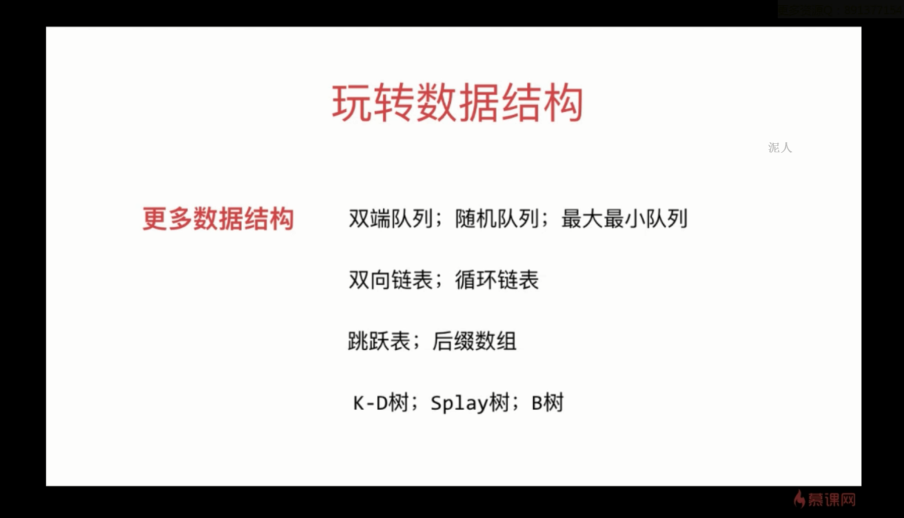 玩转数据结构
泥人
更多数据结构
双端队列；随机队列；最大最小队列
双向链表；循环链表
跳跃表；后缀数组
K-D树；Splay树；B树
慕课网